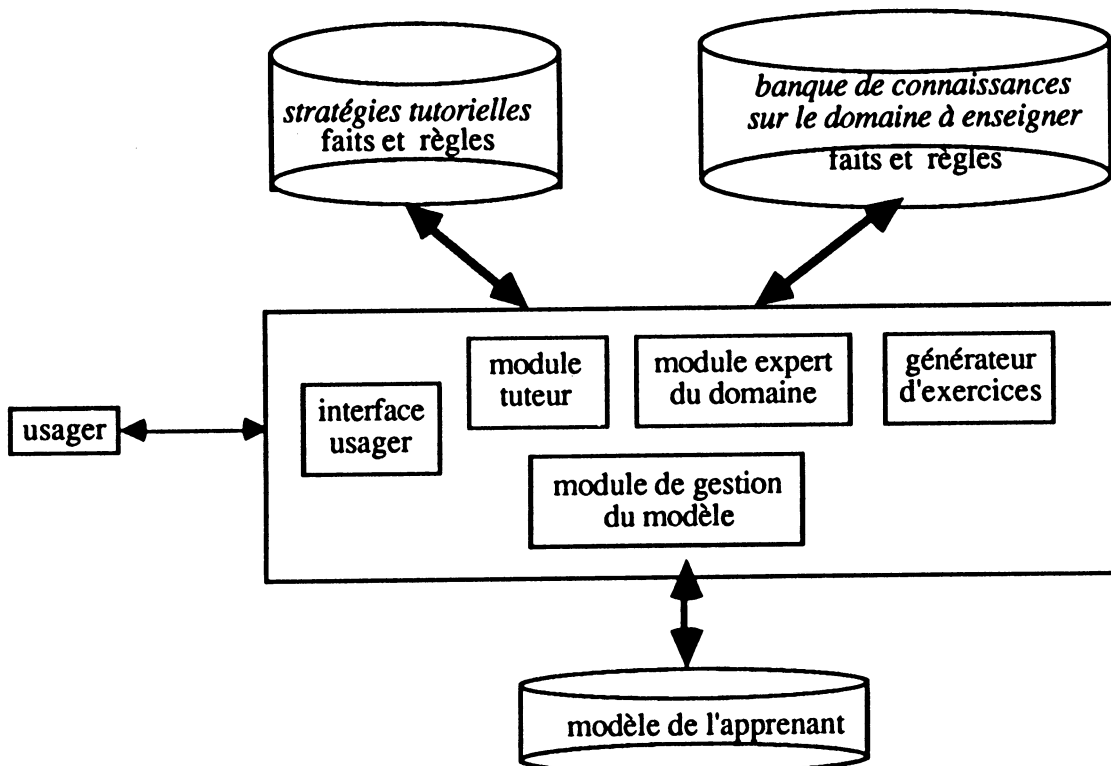 stratégies tutorielles
faits et règles
banque de connaissances
sur le domaine à enseigner
faits et règles
usager
interface
usager
module
tuteur
module expert
du domaine
générateur
d'exercices
module de gestion
du modèle
modèle de l'apprenant